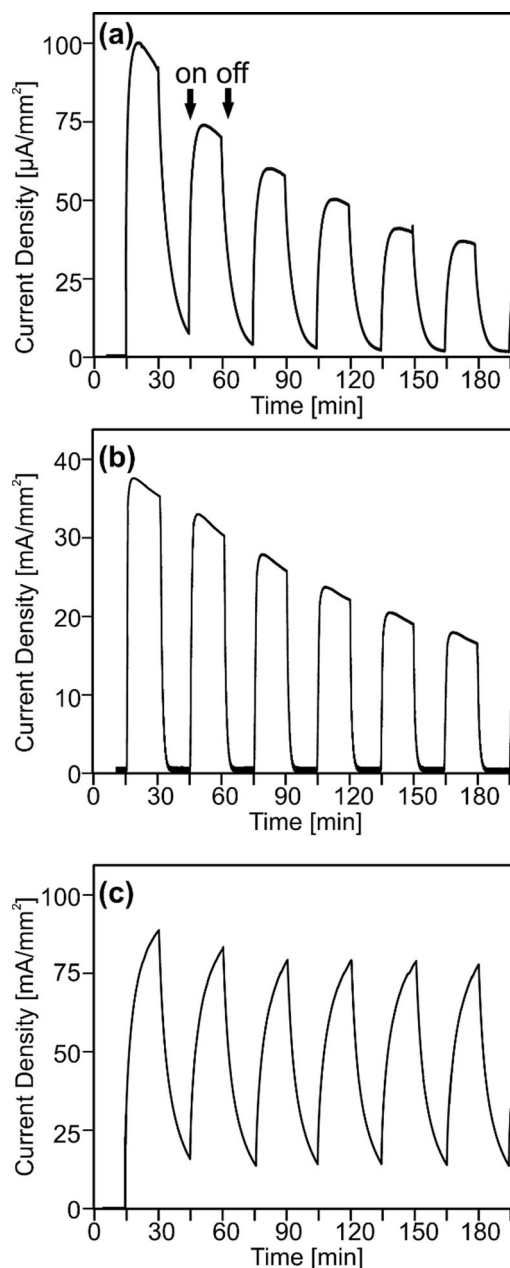 (a)
on off
Current Density [µA/mm²]
100
75
50
25
0
0 30 60 90 120 150 180
Time [min]
(b)
Current Density [mA/mm²]
40
30
20
10
0
0 30 60 90 120 150 180
Time [min]
(c)
Current Density [mA/mm²]
100
75
50
25
0
0 30 60 90 120 150 180
Time [min]